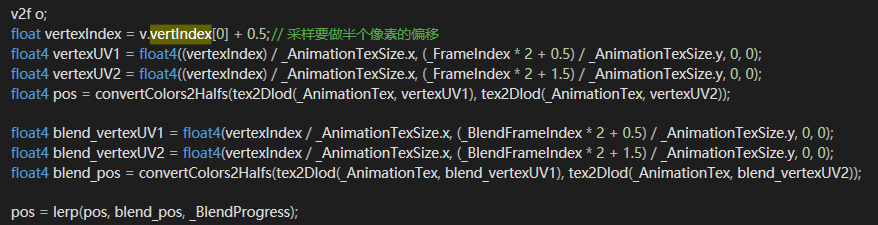 v2f o;
float vertexIndex = v.vertIndex[0] + 0.5;// 采样要做半个像素的偏移
float4 vertexUV1 = float4((vertexIndex) / _AnimationTexSize.x, (_FrameIndex * 2 + 0.5) / _AnimationTexSize.y, 0, 0);
float4 vertexUV2 = float4((vertexIndex) / _AnimationTexSize.x, (_FrameIndex * 2 + 1.5) / _AnimationTexSize.y, 0, 0);
float4 pos = convertColors2Halfs(tex2Dlod(_AnimationTex, vertexUV1), tex2Dlod(_AnimationTex, vertexUV2));
float4 blend_vertexUV1 = float4(vertexIndex / _AnimationTexSize.x, (_BlendFrameIndex * 2 + 0.5) / _AnimationTexSize.y, 0, 0);
float4 blend_vertexUV2 = float4(vertexIndex / _AnimationTexSize.x, (_BlendFrameIndex * 2 + 1.5) / _AnimationTexSize.y, 0, 0);
float4 blend_pos = convertColors2Halfs(tex2Dlod(_AnimationTex, blend_vertexUV1), tex2Dlod(_AnimationTex, blend_vertexUV2));
pos = lerp(pos, blend_pos, _BlendProgress);